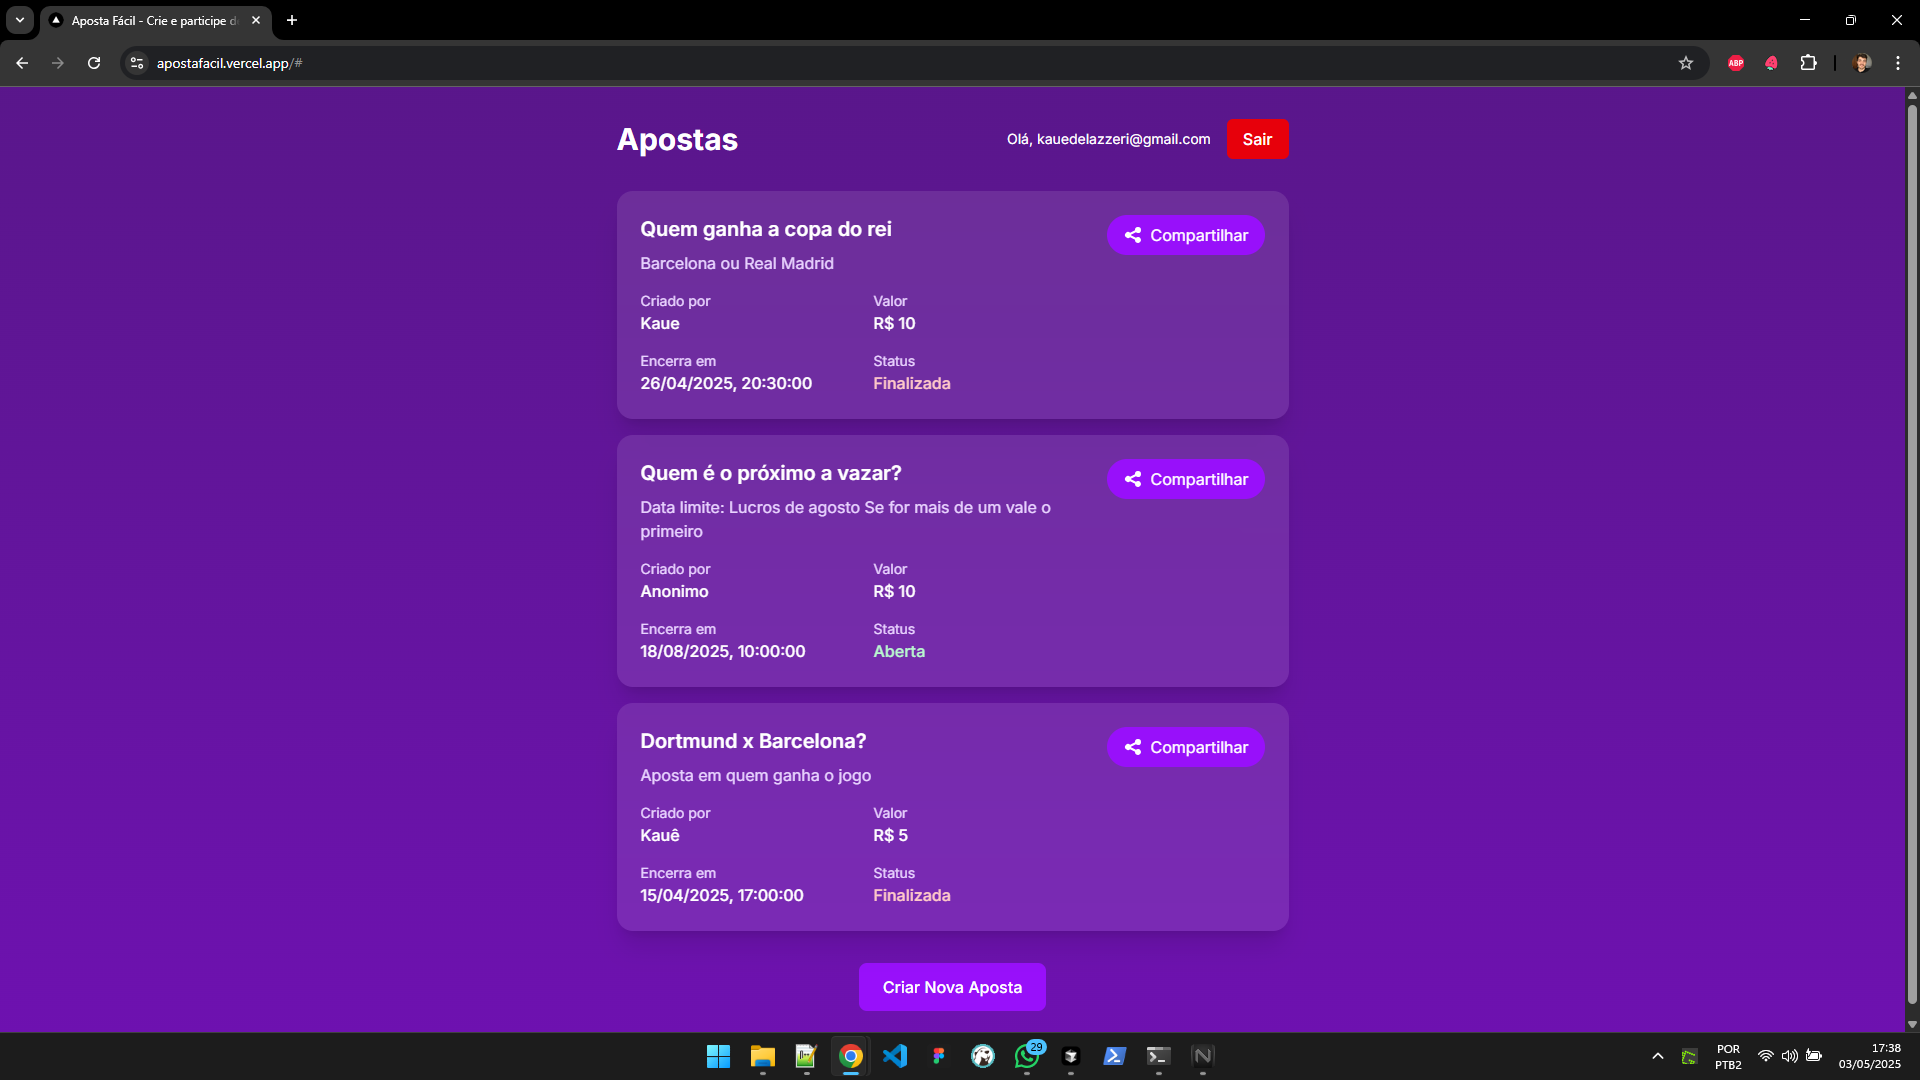 Aposta Fácil - Crie e participe d
apostafacil.vercel.app/#
ABP
Apostas
Olá, kauedelazzeri@gmail.com
Sair
Quem ganha a copa do rei
Compartilhar
Barcelona ou Real Madrid
Criado por
Valor
Kaue
R$ 10
Encerra em
Status
26/04/2025, 20:30:00
Finalizada
Quem é o próximo a vazar?
Compartilhar
Data limite: Lucros de agosto Se for mais de um vale o
primeiro
Criado por
Valor
Anonimo
R$ 10
Encerra em
Status
18/08/2025, 10:00:00
Aberta
Dortmund x Barcelona?
Compartilhar
Aposta em quem ganha o jogo
Criado por
Valor
Kauê
R$ 5
Encerra em
Status
15/04/2025, 17:00:00
Finalizada
Criar Nova Aposta
29
POR
PTB2
17:38
03/05/2025